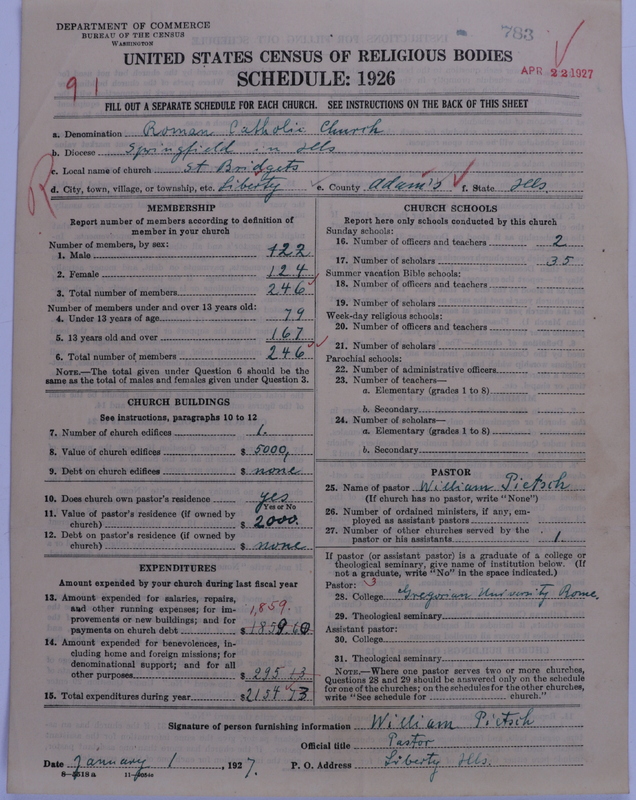 DEPARTMENT OF COMMERCE
BUREAU OF THE CENSUS
WASHINGTON
783
UNITED STATES CENSUS OF RELIGIOUS BODIES
SCHEDULE: 1926
APR 22 1927
91
FILL OUT A SEPARATE SCHEDULE FOR EACH CHURCH. SEE INSTRUCTIONS ON THE BACK OF THIS SHEET
a. Denomination Roman Catholic Church
b. Diocese Springfield in Ills
c. Local name of church St Bridgets
d. City, town, village, or township, etc. Liberty e. County Adams f. State Ills
R
MEMBERSHIP
Report number of members according to definition of
member in your church
Number of members, by sex:
1. Male 122
2. Female 124
3. Total number of members 246
Number of members under and over 13 years old:
4. Under 13 years of age 79
5. 13 years old and over 167
6. Total number of members 246
NOTE.—The total given under Question 6 should be the
same as the total of males and females given under Question 3.
CHURCH BUILDINGS
See instructions, paragraphs 10 to 12
7. Number of church edifices 1.
8. Value of church edifices $ 5000,
9. Debt on church edifices $ none
10. Does church own pastor's residence yes
Yes or No
11. Value of pastor's residence (if owned by
church) $ 2000.
12. Debt on pastor's residence (if owned by
church) $ none
EXPENDITURES
Amount expended by your church during last fiscal year
13. Amount expended for salaries, repairs,
and other running expenses; for im-
provements or new buildings; and for
payments on church debt 1,859. $ 1859.60
14. Amount expended for benevolences, in-
cluding home and foreign missions; for
denominational support; and for all
other purposes $ 295 13
15. Total expenditures during year $ 2154 73
CHURCH SCHOOLS
Report here only schools conducted by this church
Sunday schools:
16. Number of officers and teachers 2
17. Number of scholars 35
Summer vacation Bible schools:
18. Number of officers and teachers
19. Number of scholars
Week-day religious schools:
20. Number of officers and teachers
21. Number of scholars
Parochial schools:
22. Number of administrative officers
23. Number of teachers—
a. Elementary (grades 1 to 8)
b. Secondary
24. Number of scholars—
a. Elementary (grades 1 to 8)
b. Secondary
PASTOR
25. Name of pastor William Pietsch
(If church has no pastor, write "None")
26. Number of ordained ministers, if any, em-
ployed as assistant pastors
27. Number of other churches served by the
pastor or his assistants 1.
If pastor (or assistant pastor) is a graduate of a college or
theological seminary, give name of institution below. (If
not a graduate, write "No" in the space indicated.)
Pastor: 3
28. College Gregorian University Rome,
29. Theological seminary
Assistant pastor:
30. College
31. Theological seminary
NOTE.—Where one pastor serves two or more churches,
Questions 28 and 29 should be answered only on the schedule
for one of the churches; on the schedules for the other churches,
write "See schedule for church."
Signature of person furnishing information William Pietsch
Official title Pastor
Date January 1, 1927. P. O. Address Liberty Ills.